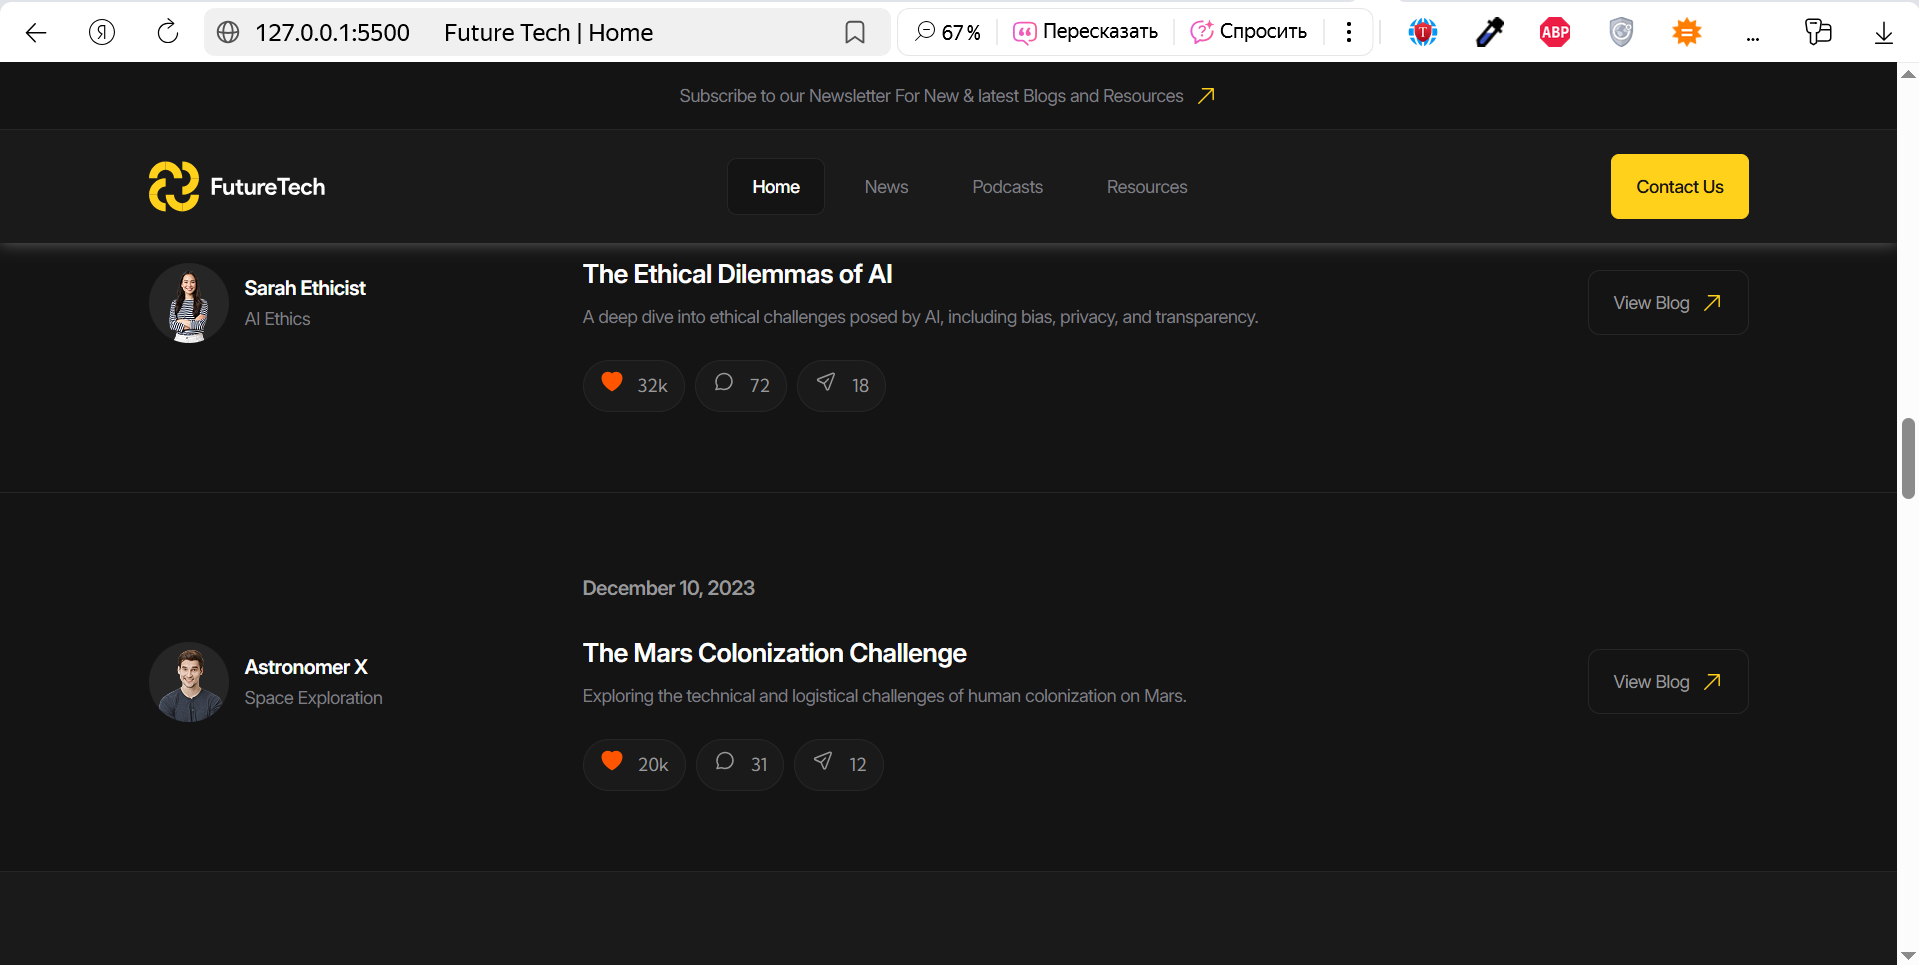 127.0.0.1:5500 Future Tech | Home 67 % Пересказать Спросить ABP
Subscribe to our Newsletter For New & latest Blogs and Resources
FutureTech Home News Podcasts Resources Contact Us
Sarah Ethicist
AI Ethics
The Ethical Dilemmas of AI
A deep dive into ethical challenges posed by AI, including bias, privacy, and transparency.
32k 72 18
View Blog
December 10, 2023
Astronomer X
Space Exploration
The Mars Colonization Challenge
Exploring the technical and logistical challenges of human colonization on Mars.
20k 31 12
View Blog